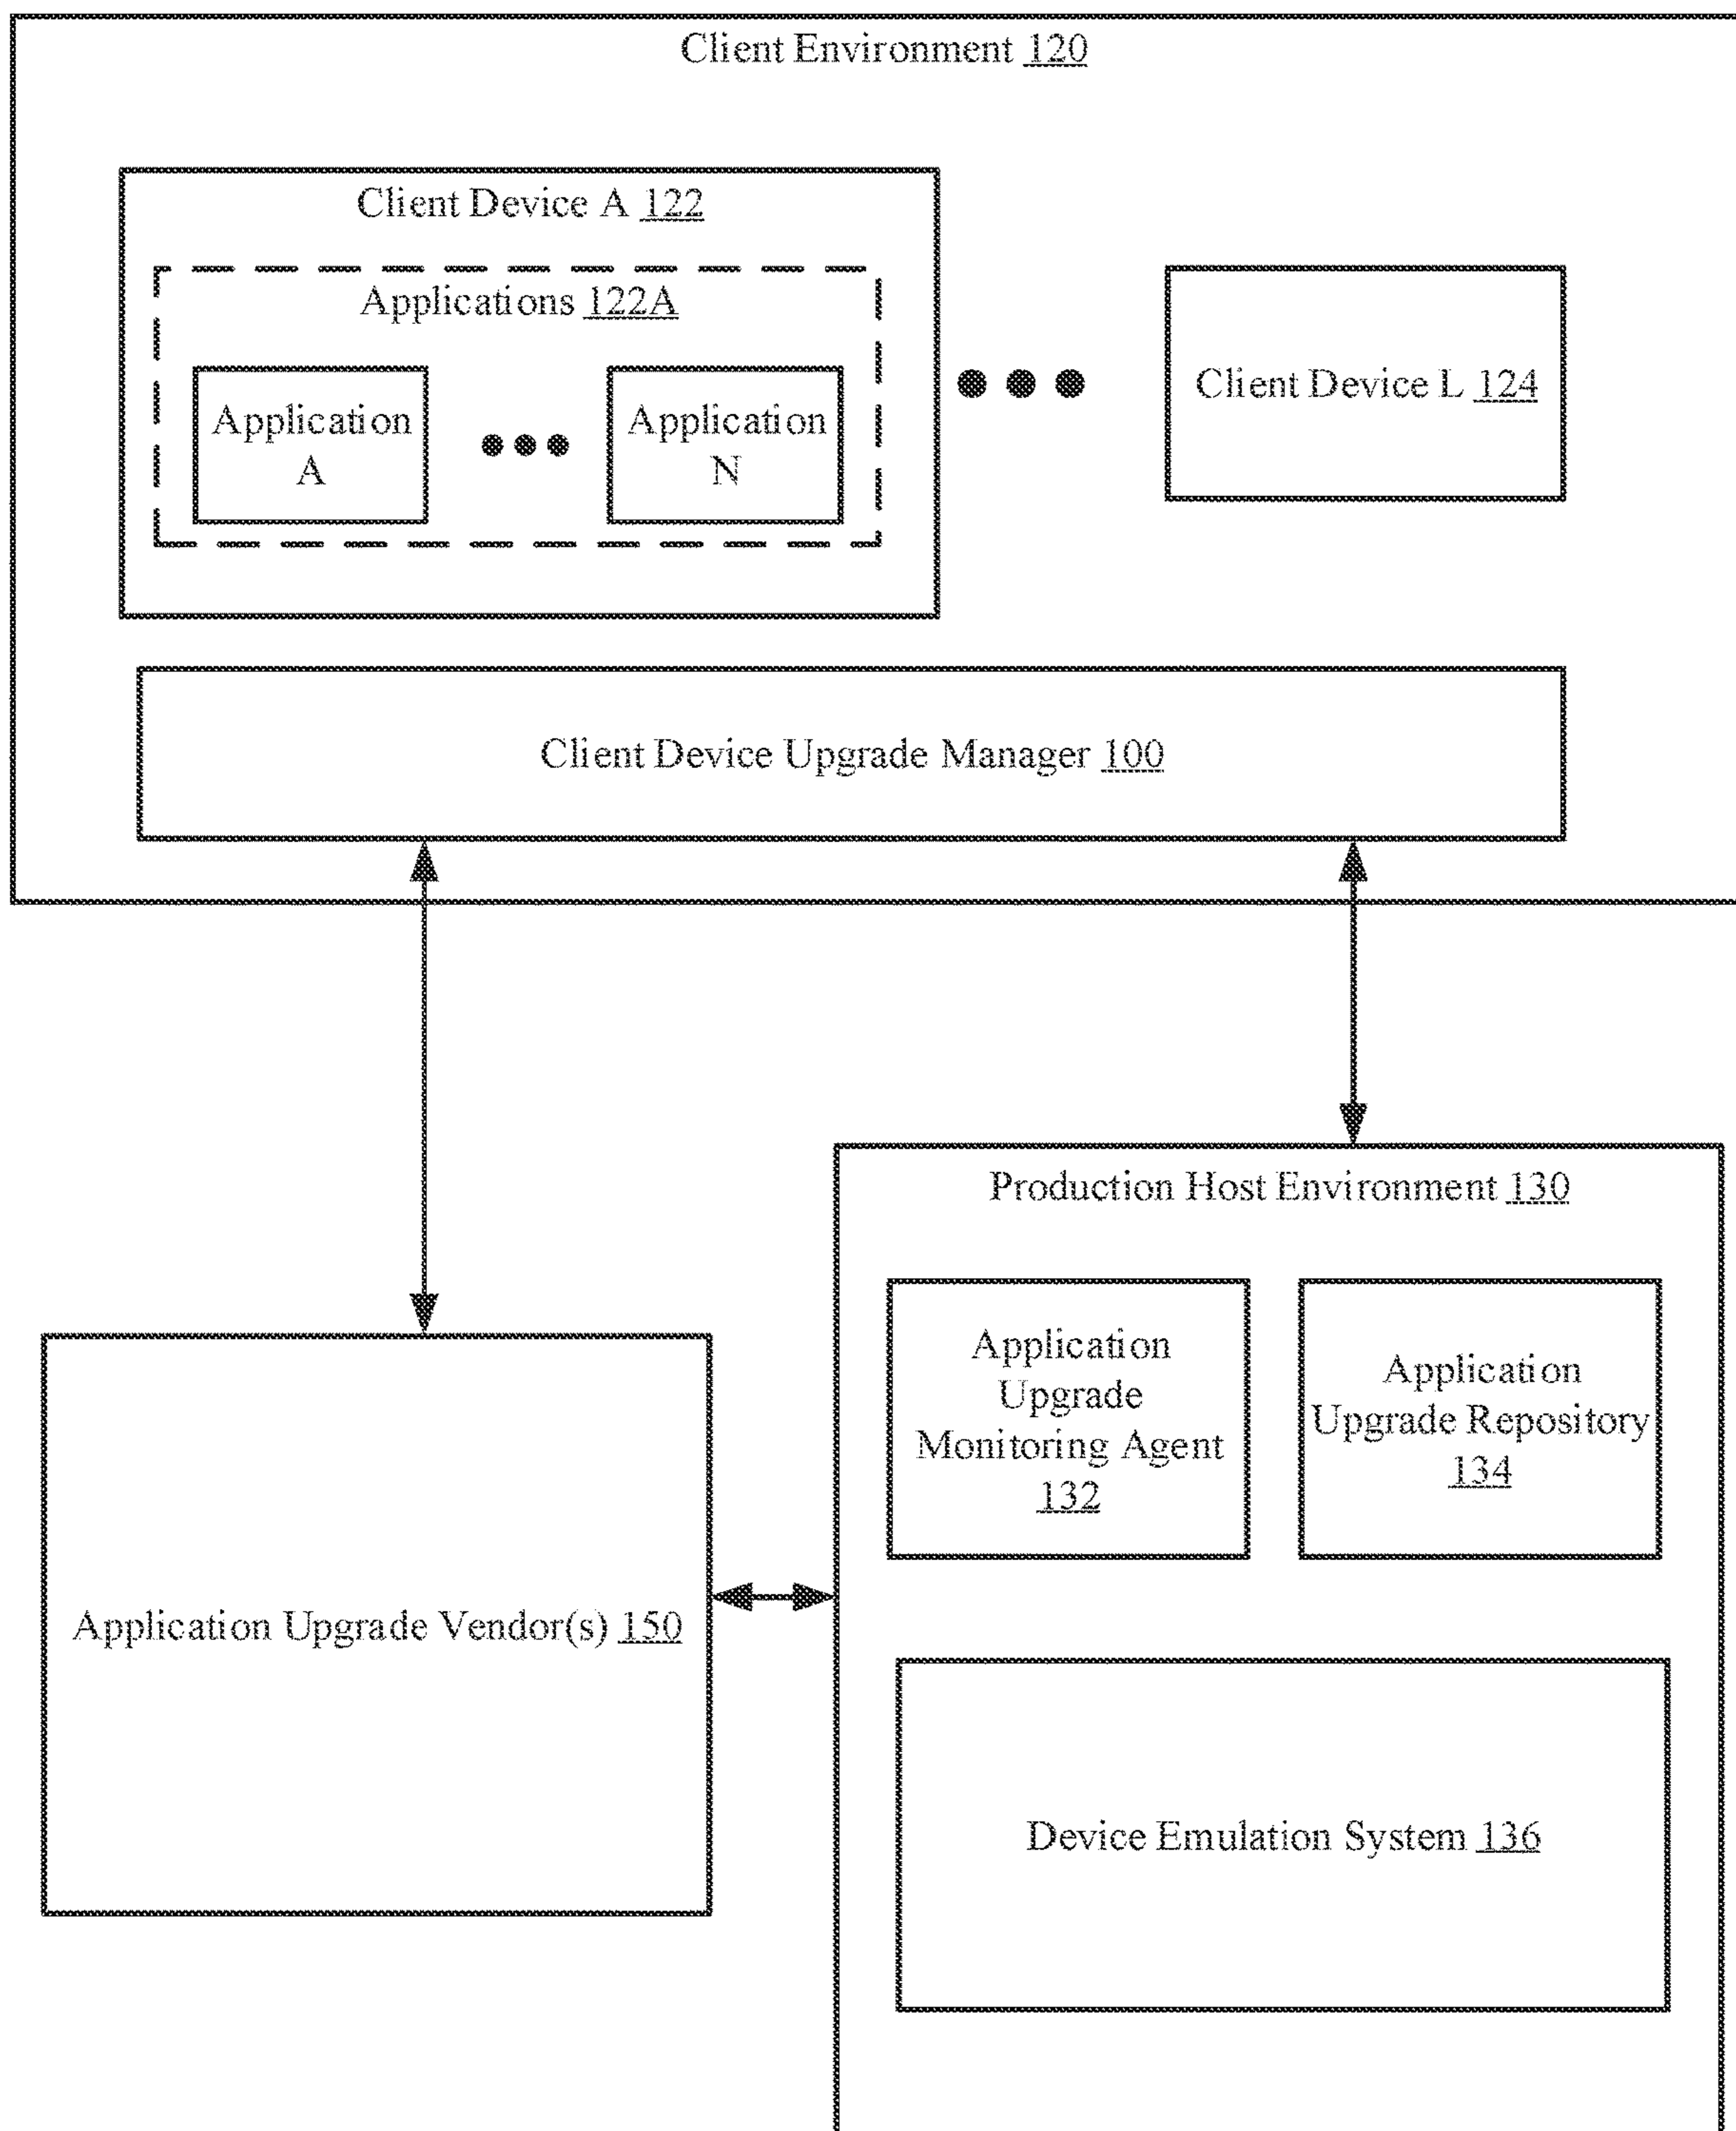 Client Environment 120
Client Device A 122
Applications 122A
Application
A
Application
N
Client Device L 124
Client Device Upgrade Manager 100
Production Host Environment 130
Application
Upgrade
Monitoring Agent
132
Application
Upgrade Repository
134
Application Upgrade Vendor(s) 150
Device Emulation System 136